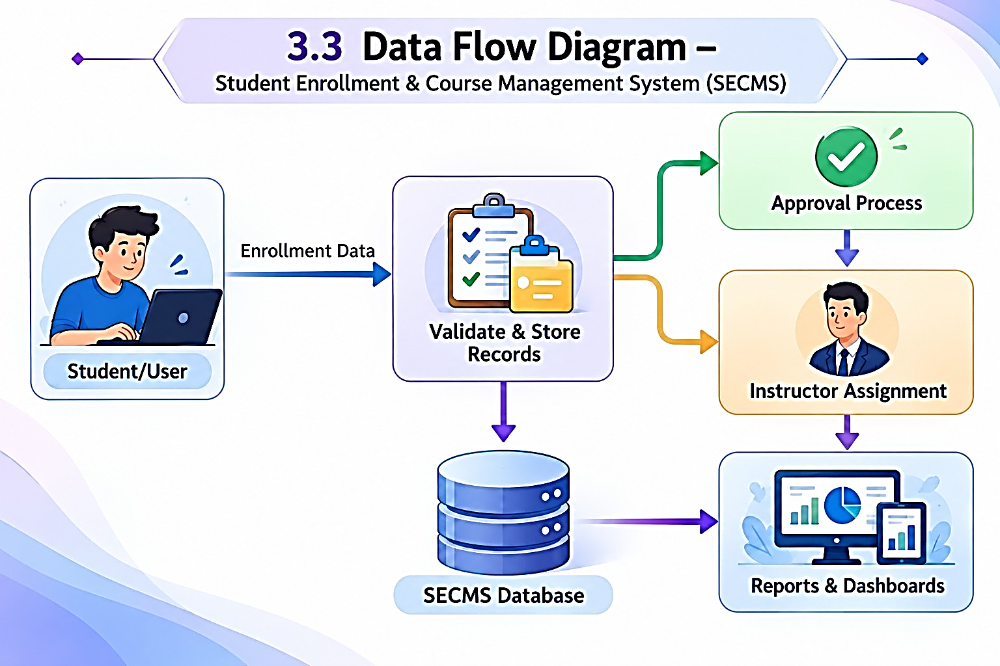 3.3 Data Flow Diagram –
Student Enrollment & Course Management System (SECMS)
Enrollment Data
Student/User
Validate & Store
Records
SECMS Database
Approval Process
Instructor Assignment
Reports & Dashboards